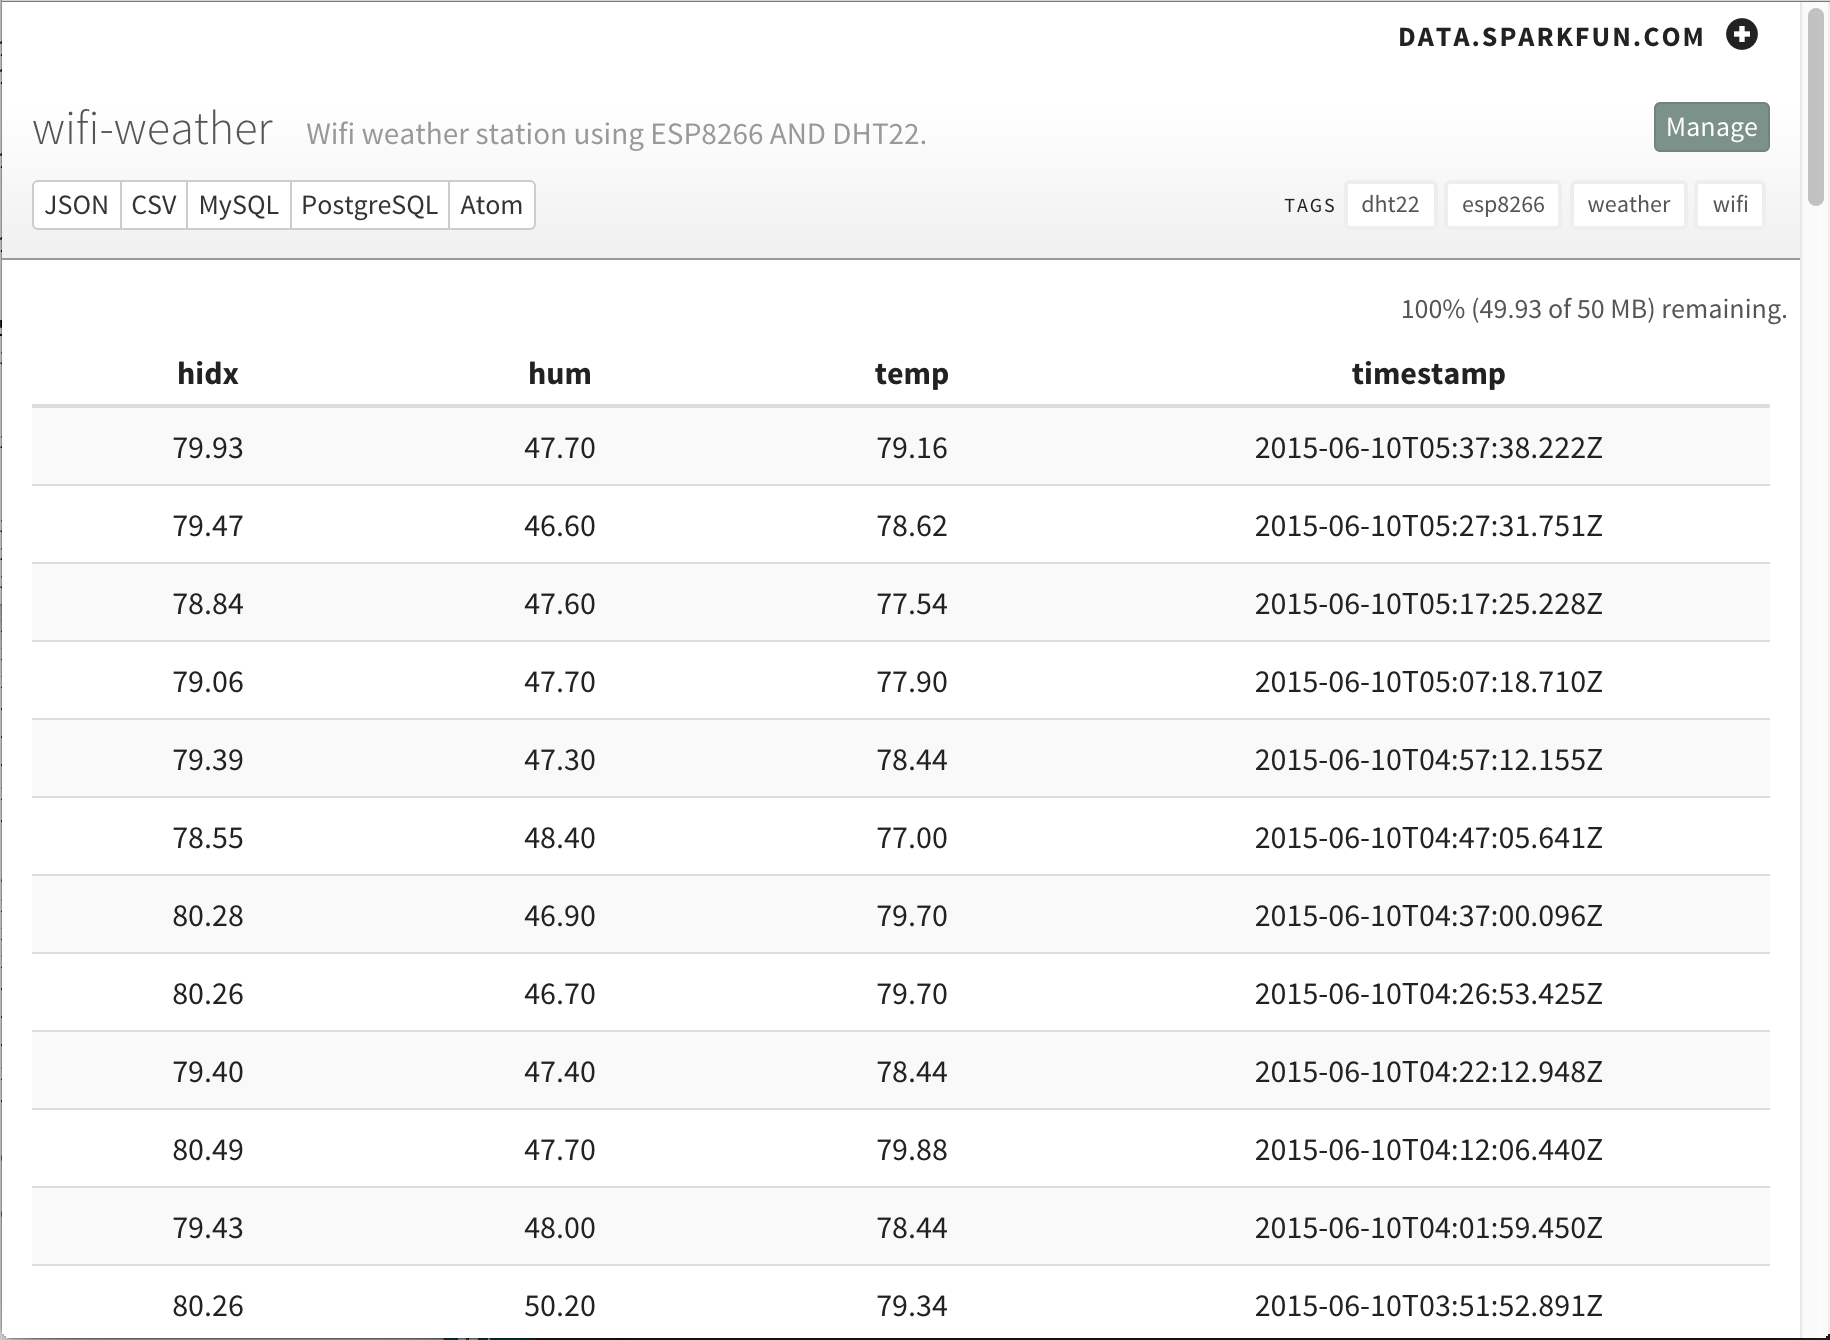 DATA.SPARKFUN.COM
wifi-weather Wifi weather station using ESP8266 AND DHT22. Manage
JSON CSV MySQL PostgreSQL Atom TAGS dht22 esp8266 weather wifi
100% (49.93 of 50 MB) remaining.
hidx hum temp timestamp
79.93 47.70 79.16 2015-06-10T05:37:38.222Z
79.47 46.60 78.62 2015-06-10T05:27:31.751Z
78.84 47.60 77.54 2015-06-10T05:17:25.228Z
79.06 47.70 77.90 2015-06-10T05:07:18.710Z
79.39 47.30 78.44 2015-06-10T04:57:12.155Z
78.55 48.40 77.00 2015-06-10T04:47:05.641Z
80.28 46.90 79.70 2015-06-10T04:37:00.096Z
80.26 46.70 79.70 2015-06-10T04:26:53.425Z
79.40 47.40 78.44 2015-06-10T04:22:12.948Z
80.49 47.70 79.88 2015-06-10T04:12:06.440Z
79.43 48.00 78.44 2015-06-10T04:01:59.450Z
80.26 50.20 79.34 2015-06-10T03:51:52.891Z